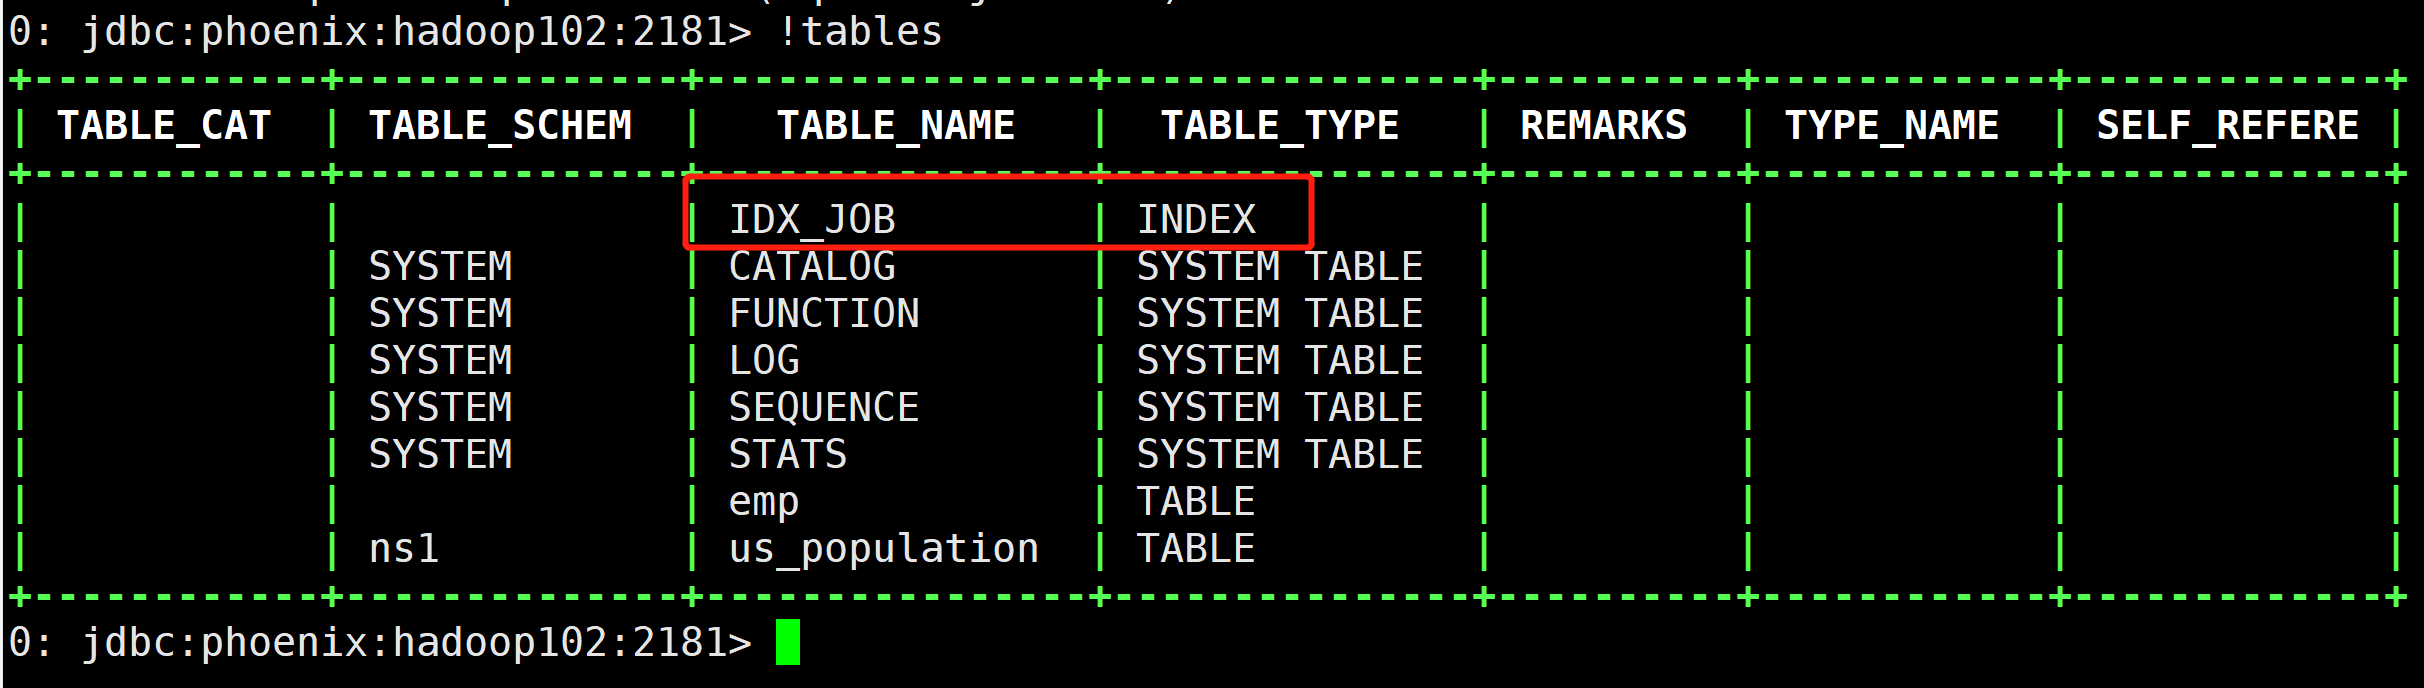 0: jdbc:phoenix:hadoop102:2181> !tables
+-------------+--------------+----------------+---------------+----------+------------+-------------+
| TABLE_CAT | TABLE_SCHEM | TABLE_NAME | TABLE_TYPE | REMARKS | TYPE_NAME | SELF_REFERE |
+-------------+--------------+----------------+---------------+----------+------------+-------------+
| | | IDX_JOB | INDEX | | | |
| | SYSTEM | CATALOG | SYSTEM TABLE | | | |
| | SYSTEM | FUNCTION | SYSTEM TABLE | | | |
| | SYSTEM | LOG | SYSTEM TABLE | | | |
| | SYSTEM | SEQUENCE | SYSTEM TABLE | | | |
| | SYSTEM | STATS | SYSTEM TABLE | | | |
| | | emp | TABLE | | | |
| | ns1 | us_population | TABLE | | | |
+-------------+--------------+----------------+---------------+----------+------------+-------------+
0: jdbc:phoenix:hadoop102:2181>